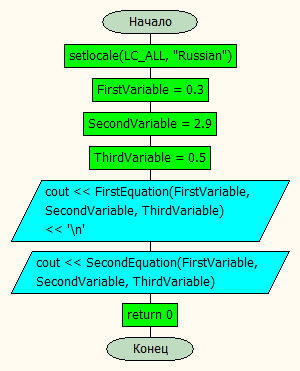 Начало
setlocale(LC_ALL, "Russian")
FirstVariable = 0.3
SecondVariable = 2.9
ThirdVariable = 0.5
cout << FirstEquation(FirstVariable,
SecondVariable, ThirdVariable)
<< '\n'
cout << SecondEquation(FirstVariable,
SecondVariable, ThirdVariable)
return 0
Конец